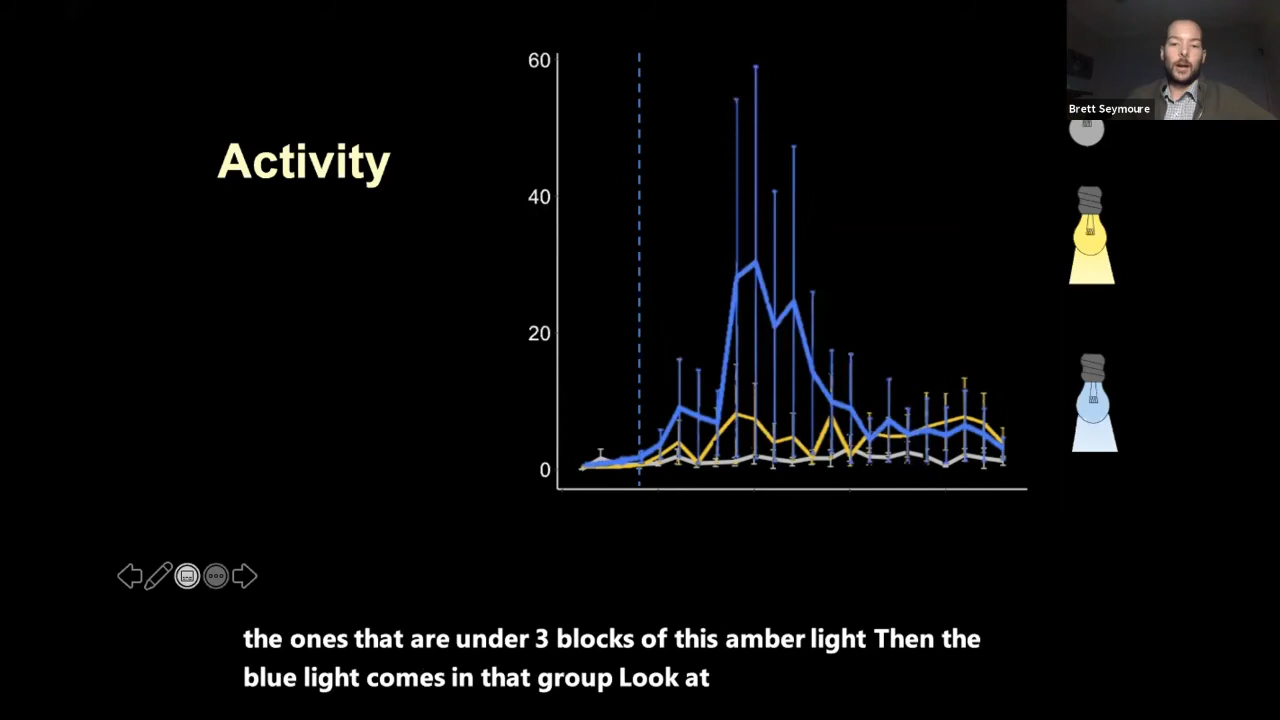 Brett Seymoure
Activity
60
40
20
0
the ones that are under 3 blocks of this amber light Then the
blue light comes in that group Look at